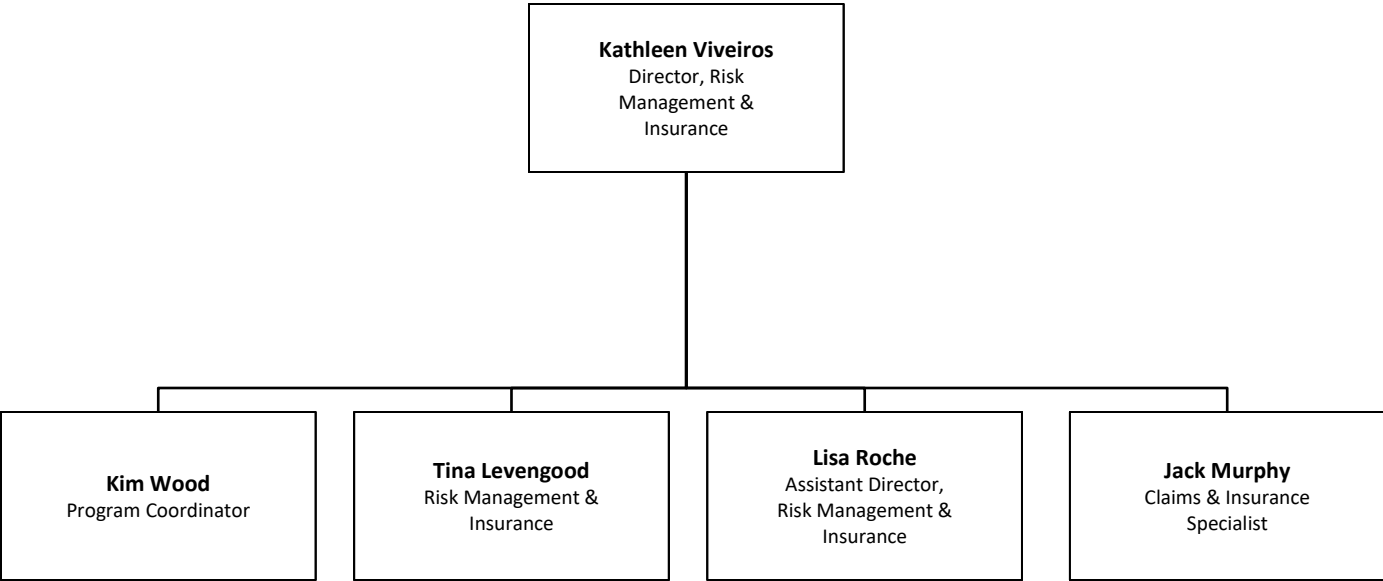 Kathleen Viveiros
Director, Risk
Management &
Insurance
Kim Wood
Program Coordinator
Tina Levengood
Risk Management &
Insurance
Lisa Roche
Assistant Director,
Risk Management &
Insurance
Jack Murphy
Claims & Insurance
Specialist